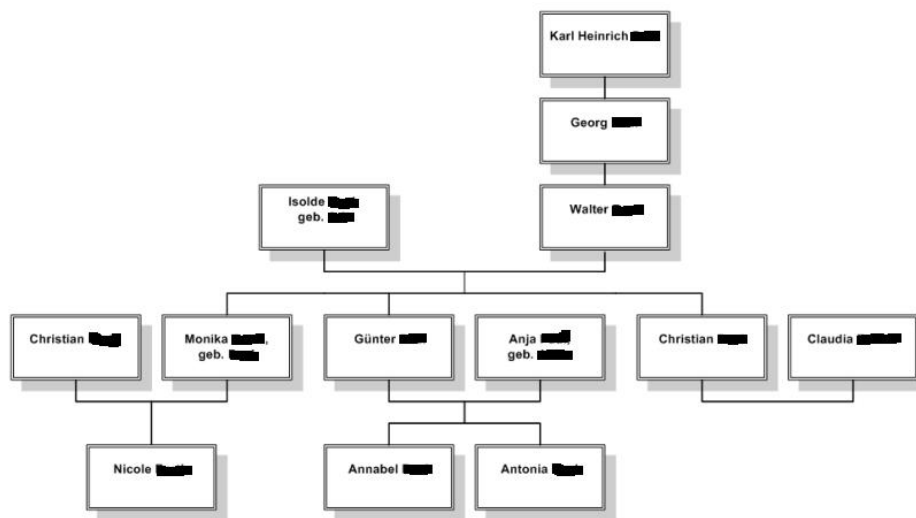 Karl Heinrich
Georg
Isolde
geb.
Walter
Christian
Monika ,
geb.
Günter
Anja ,
geb.
Christian
Claudia
Nicole
Annabel
Antonia